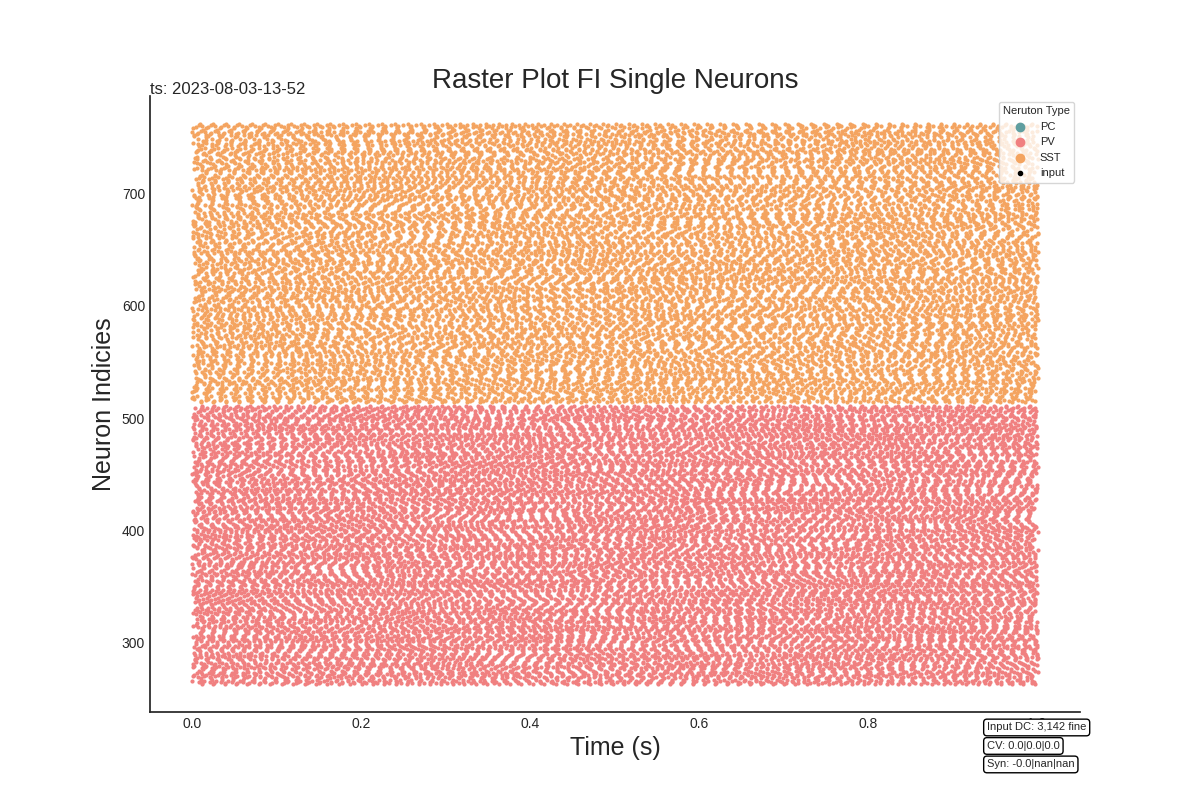 Raster Plot FI Single Neurons
ts: 2023-08-03-13-52
Neruton Type
PC
PV
SST
input
Neuron Indicies
700
600
500
400
300
0.0
0.2
0.4
0.6
0.8
Time (s)
Input DC: 3,142 fine
CV: 0.0|0.0|0.0
Syn: -0.0|nan|nan